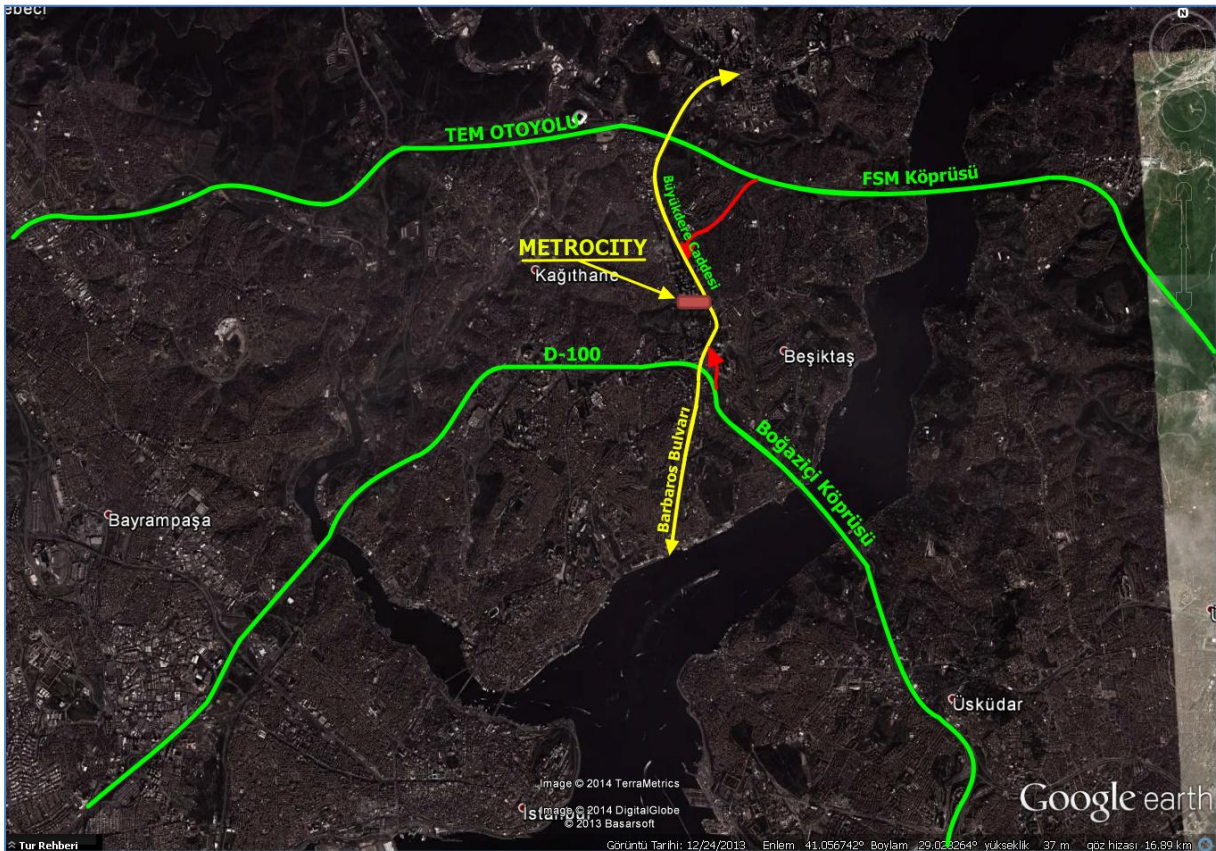 ebeci
N
TEM OTOYOLU
FSM Köprüsü
Büyükdere Caddesi
METROCITY
Kağıthane
D-100
Beşiktaş
Barbaros Bulvarı
Boğaziçi Köprüsü
Bayrampaşa
Üsküdar
Image © 2014 TerraMetrics
Image © 2014 DigitalGlobe
© 2013 Basarsoft
Google earth
Tur Rehberi
Görüntü Tarihi: 12/24/2013 Enlem 41.056742° Boylam 29.023264° yükseklik 37 m göz hizası 16.89 km